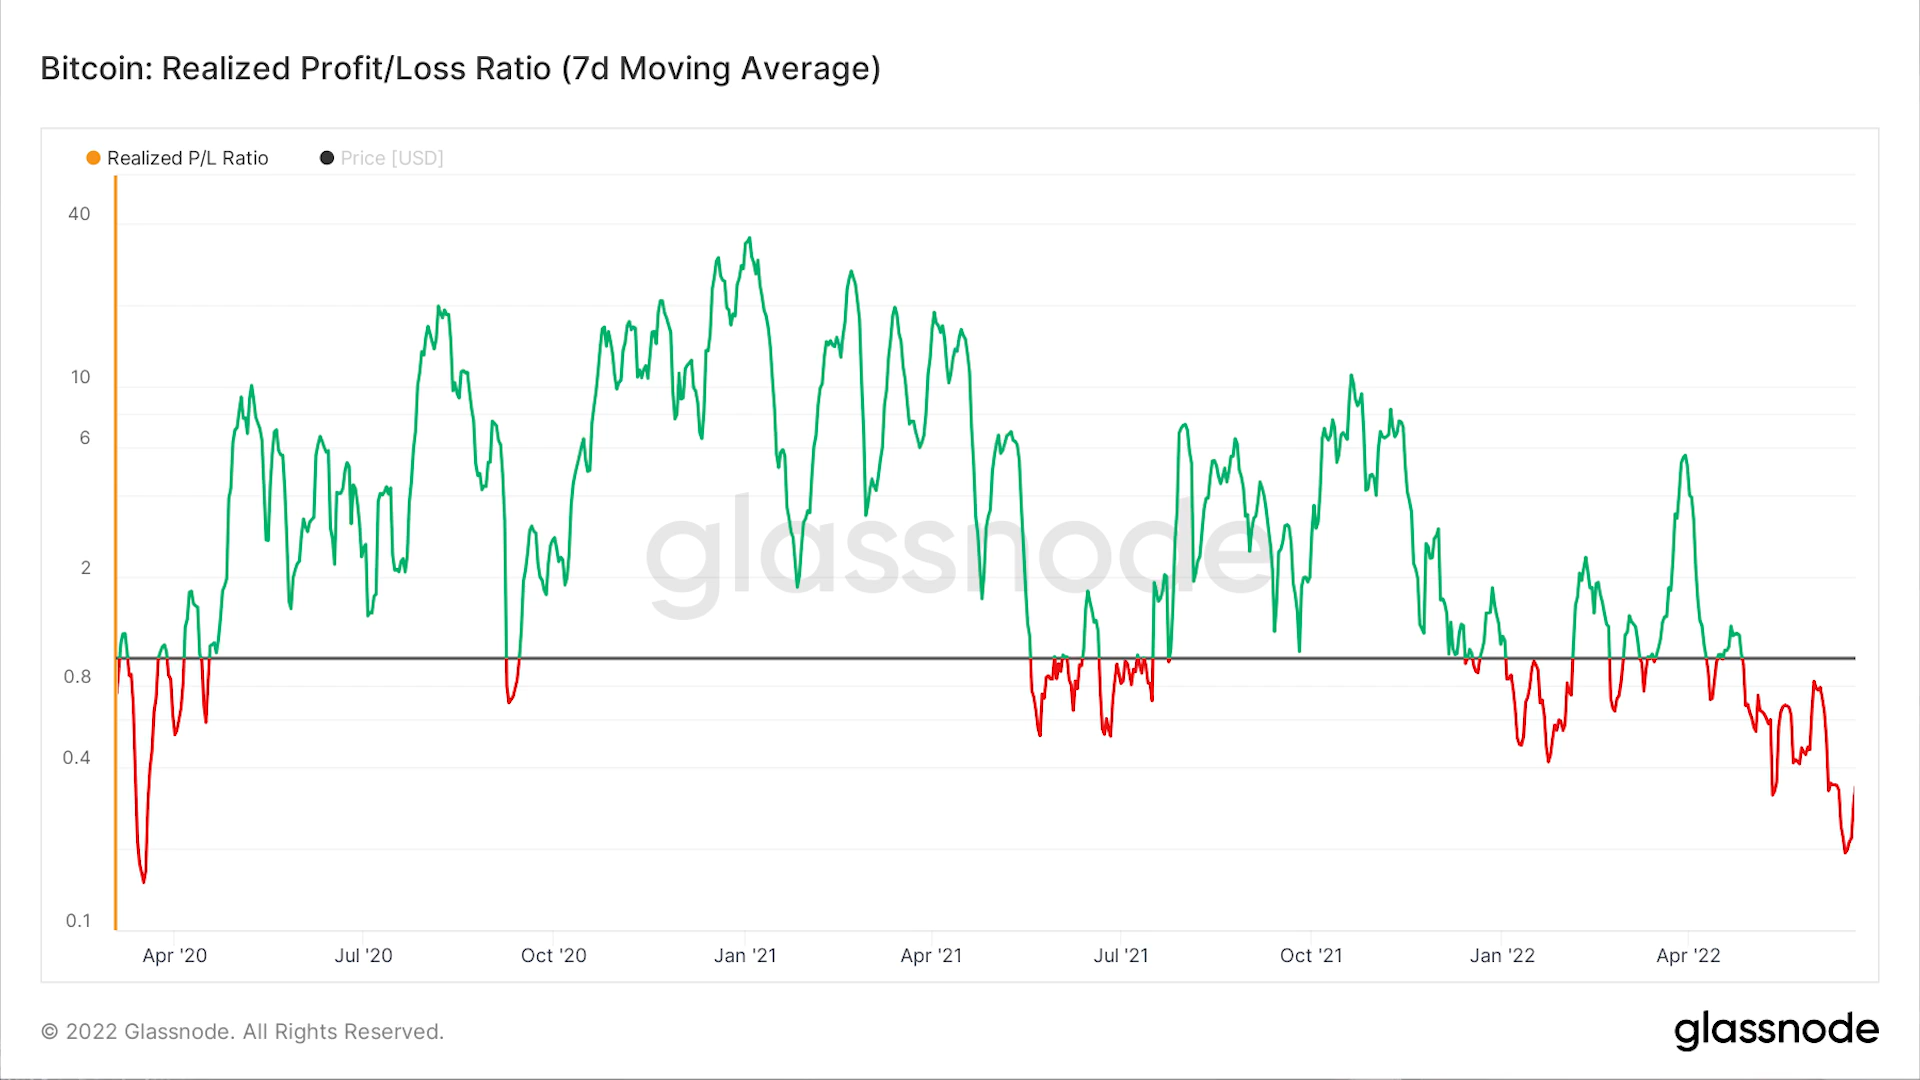 Bitcoin: Realized Profit/Loss Ratio (7d Moving Average)
Realized P/L Ratio Price [USD]
40
10
6
2
0.8
0.4
0.1
glassnode
Apr '20 Jul '20 Oct '20 Jan '21 Apr '21 Jul '21 Oct '21 Jan '22 Apr '22
© 2022 Glassnode. All Rights Reserved.
glassnode